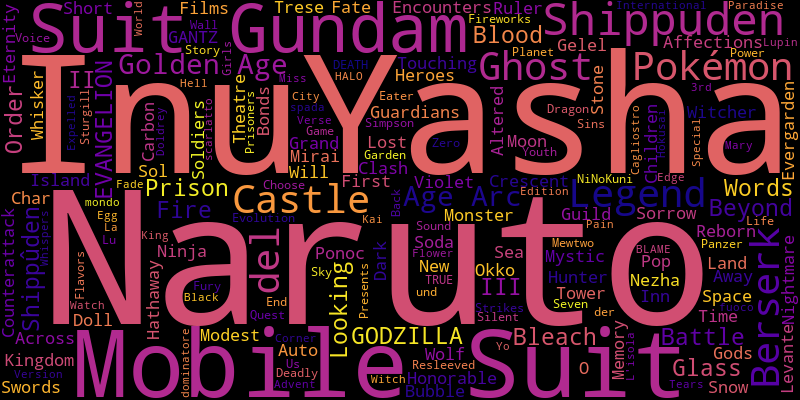 Short Films Trese Fate Encounters Ruler Shippuden International Paradise
Suit Gundam Wall Fireworks World Voice
Eternity GANTZ Blood Gelel Affections Lupin
Golden Age Story Girls DEATH Touching Planet Power
II Hell Miss HALO Heroes Ghost Pokémon
InuYasha
Order Whisker EVANGELION Expelled Sturgill Carbon Doldrey Soldiers scarlatto spada Theatre Prisoners Bonds City Eater Guardians Verse Game Simpson Altered Stone Dragon Sins Cagliostro Children Witcher Hokusai 3rd Special Mary Evergarden
Grand Lost Zero Moon Youth
Mirai Clash Garden
Island Sol Will First Violet Crescent NiNoKuni Edge Words
Char mondo Fade Prison Choose Castle Age Arc Edition Legend
Counterattack Shippûden Egg La Lu Fire Evolution Back Kai Monster Guild Sorrow Beyond
Naruto
Whispers King Ninja del Ponoc Sound Soda Flower Sea Pain Mewtwo Reborn Life
Flavors Hathaway Looking Sky Dark New TRUE Okko Mystic BLAME Pop Panzer Land Nightmare
Watch Fury Black End Presents und III Hunter Nezha Away
Doll Quest Seven Tower Inn Space Berserk
Across Modest GODZILLA Strikes Silent der Time fuoco Levante
Mobile Suit
Kingdom dominatore Auto Corner Us Wolf Yo Bleach o Memory L'isola Battle Gods
Swords Version Deadly Advent Witch Resleeved Honorable Bubble Glass Tears Snow